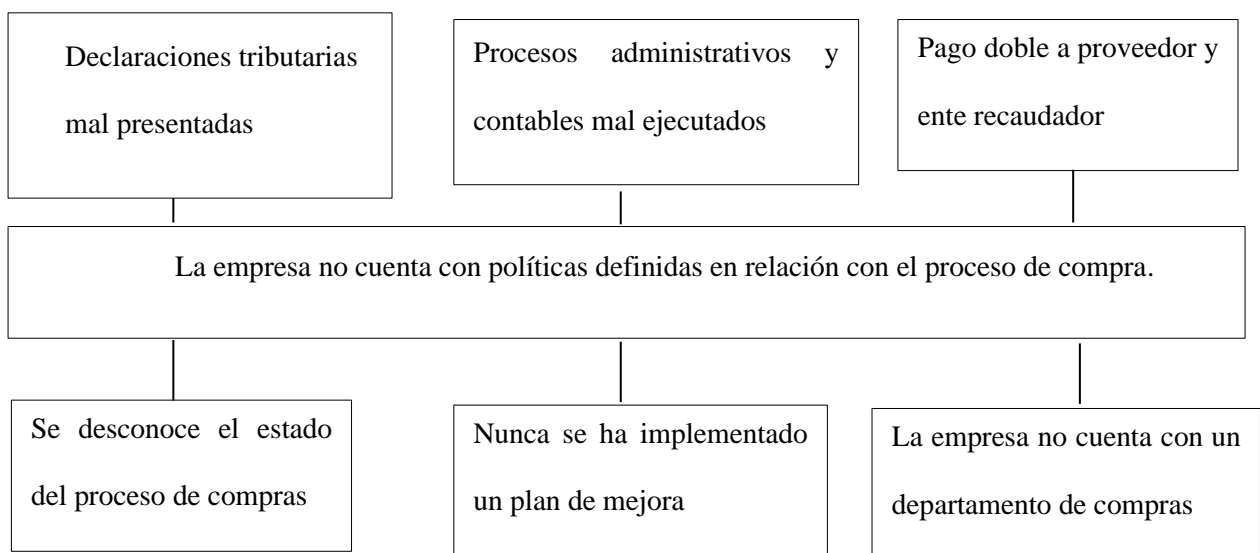 Declaraciones tributarias
mal presentadas
Procesos administrativos y
contables mal ejecutados
Pago doble a proveedor y
ente recaudador
La empresa no cuenta con políticas definidas en relación con el proceso de compra.
Se desconoce el estado
del proceso de compras
Nunca se ha implementado
un plan de mejora
La empresa no cuenta con un
departamento de compras